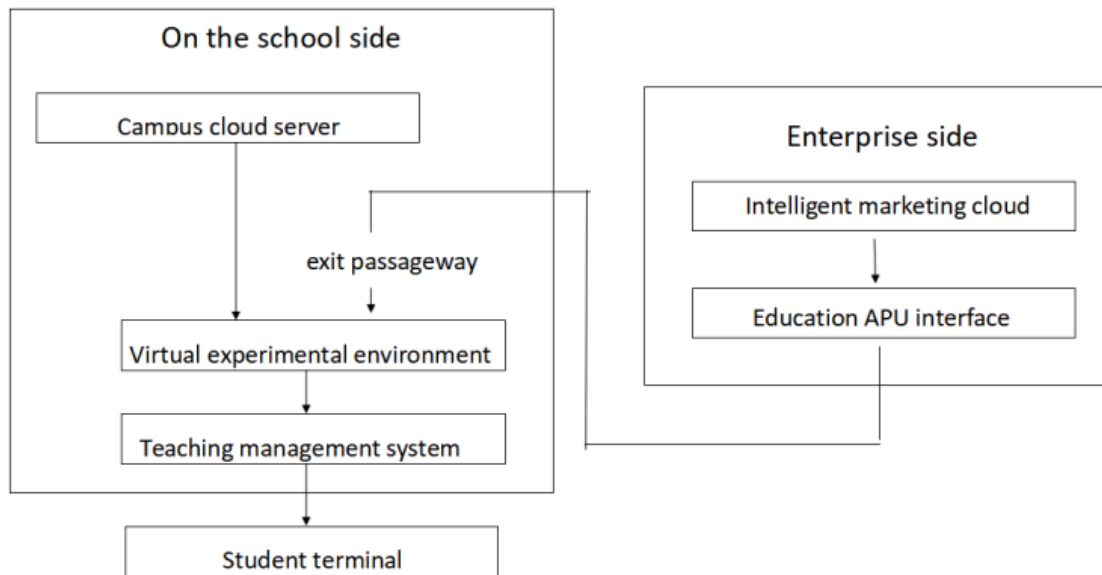 On the school side
Campus cloud server
exit passageway
Virtual experimental environment
Teaching management system
Student terminal
Enterprise side
Intelligent marketing cloud
Education APU interface